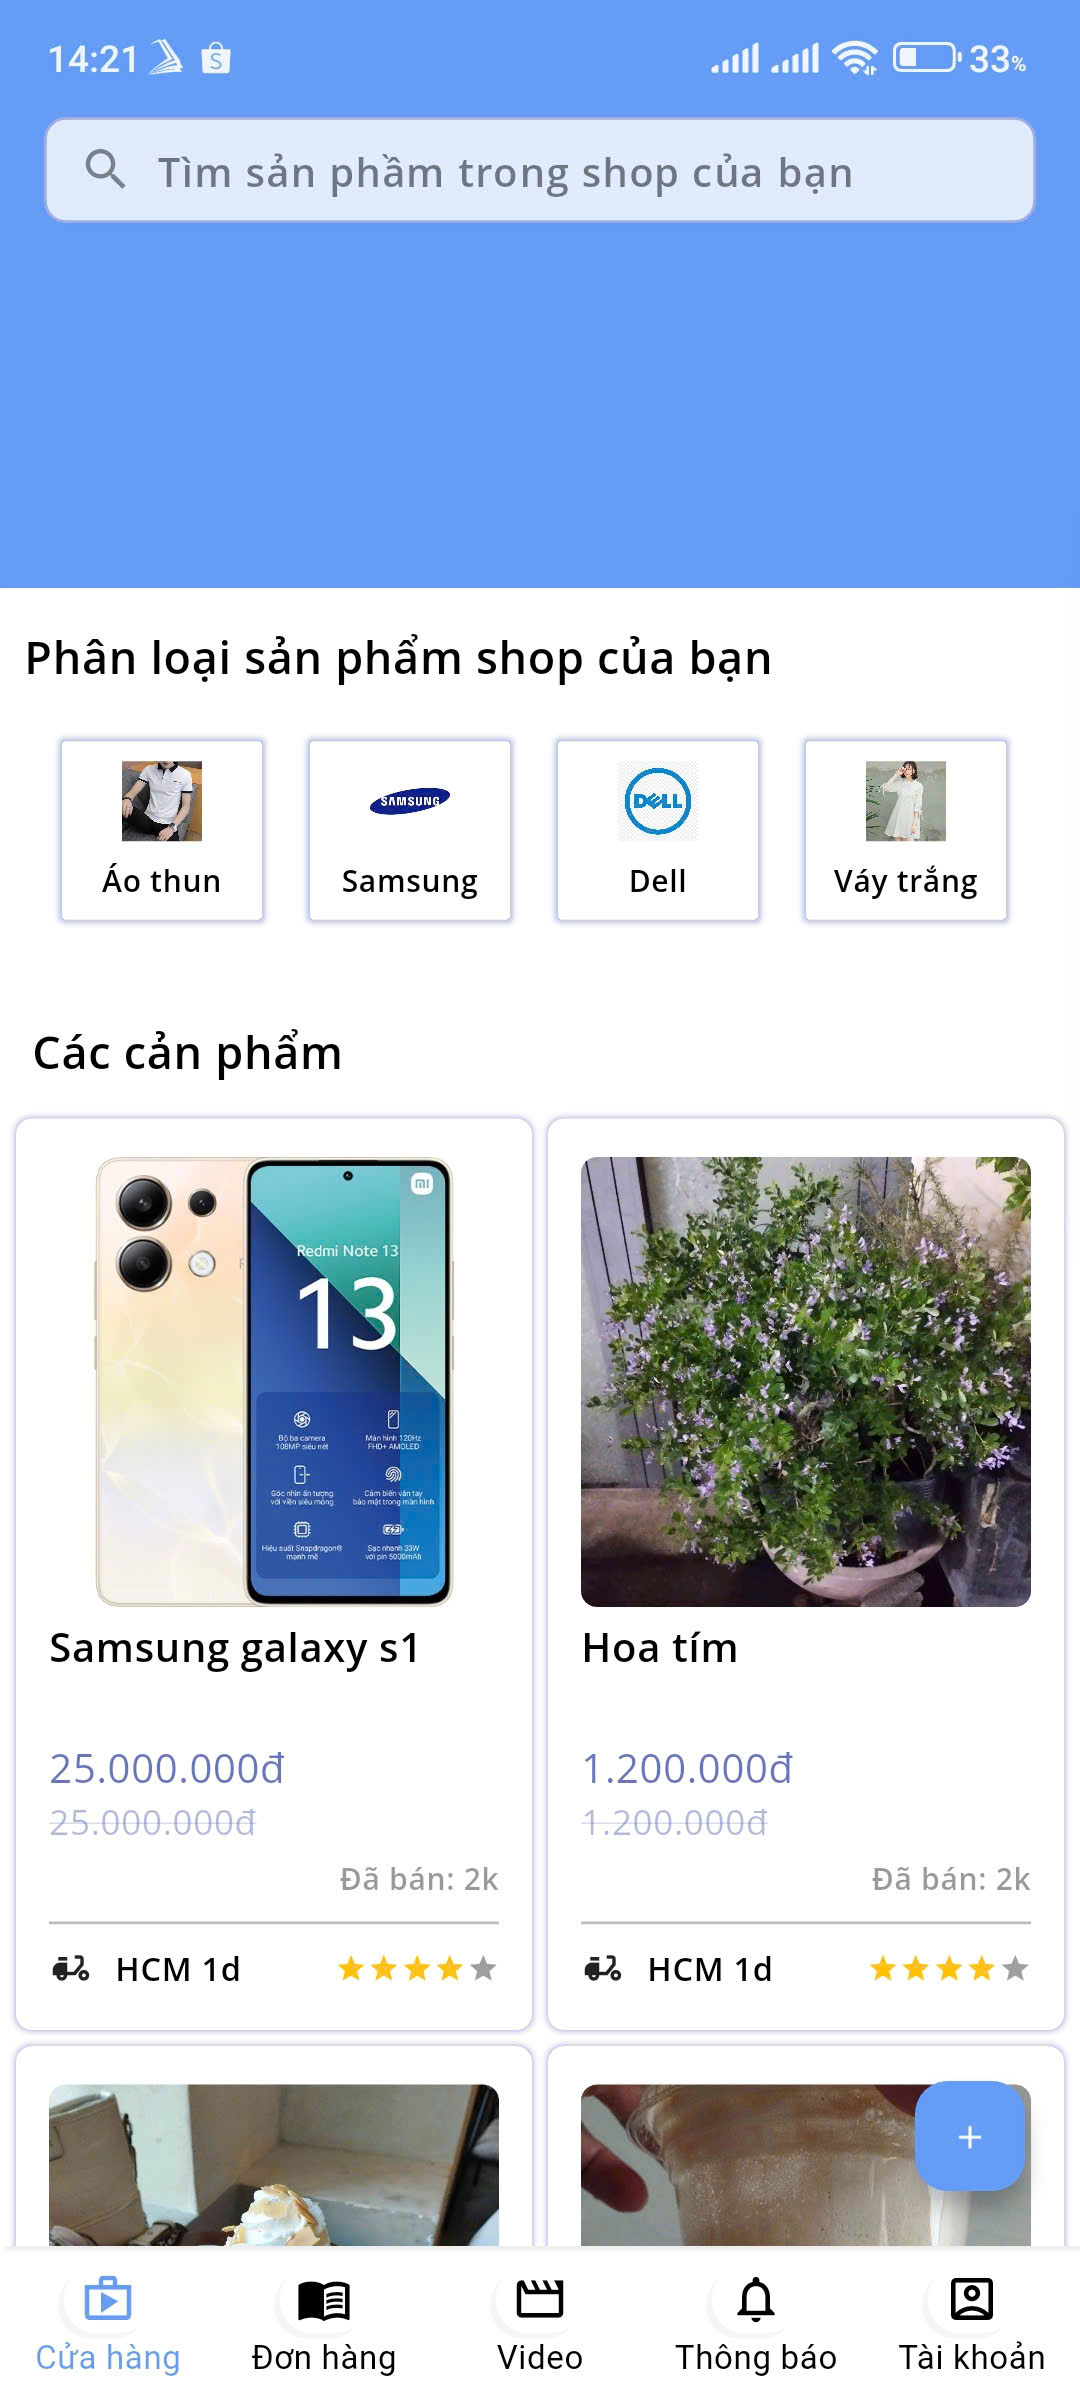 14:21
33%
Tìm sản phầm trong shop của bạn
Phân loại sản phẩm shop của bạn
SAMSUNG
DELL
Áo thun
Samsung
Dell
Váy trắng
Các cản phẩm
mi
Redmi Note 13
13
Bộ ba camera
108MP siêu nét
Màn hình 120Hz
FHD+ AMOLED
Góc nhìn ấn tượng
với viền siêu mỏng
Cảm biến vân tay
bảo mật trong màn hình
Hiệu suất Snapdragon®
mạnh mẽ
Sạc nhanh 33W
với pin 5000mAh
Samsung galaxy s1
Hoa tím
25.000.000đ
25.000.000đ
1.200.000đ
1.200.000đ
Đã bán: 2k
Đã bán: 2k
HCM 1d
HCM 1d
+
Cửa hàng
Đơn hàng
Video
Thông báo
Tài khoản